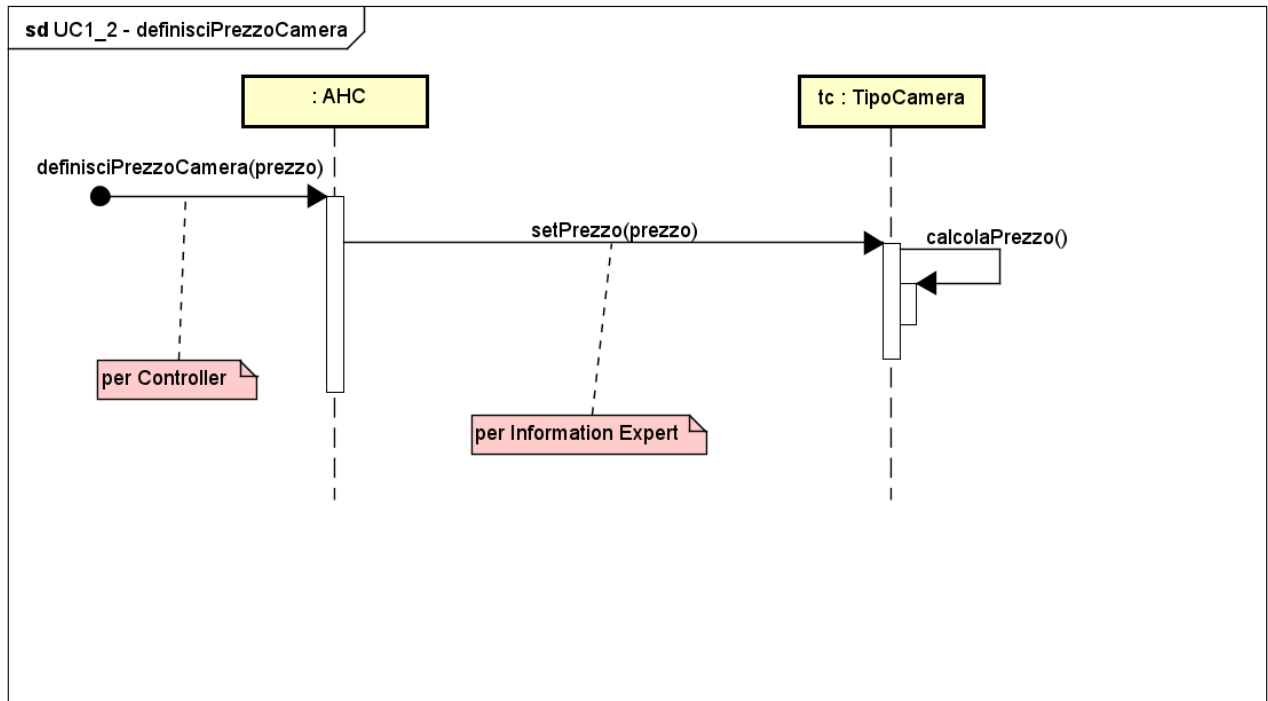 sd UC1_2 - definisciPrezzoCamera
: AHC
tc : TipoCamera
definisciPrezzoCamera(prezzo)
setPrezzo(prezzo)
calcolaPrezzo()
per Controller
per Information Expert